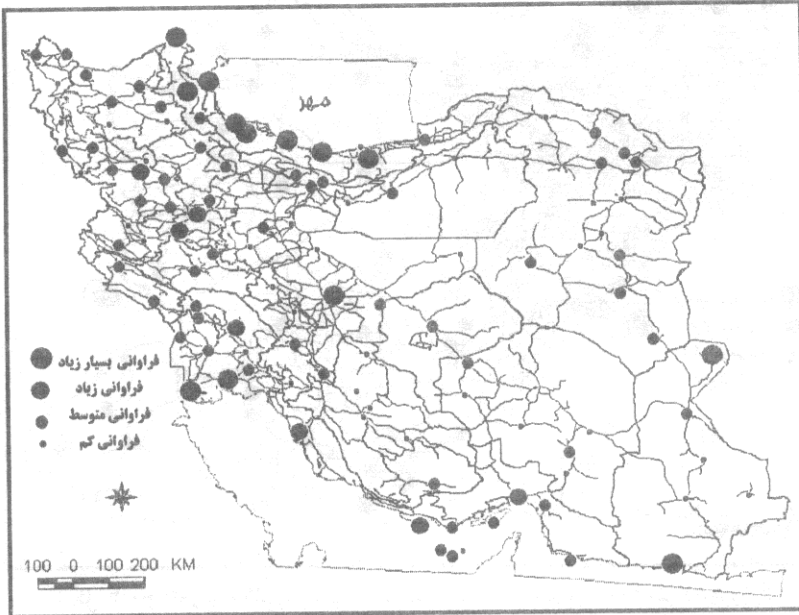 مهر
فراوانی بسیار زیاد
فراوانی زیاد
فراوانی متوسط
فراوانی کم
100 0 100 200 KM